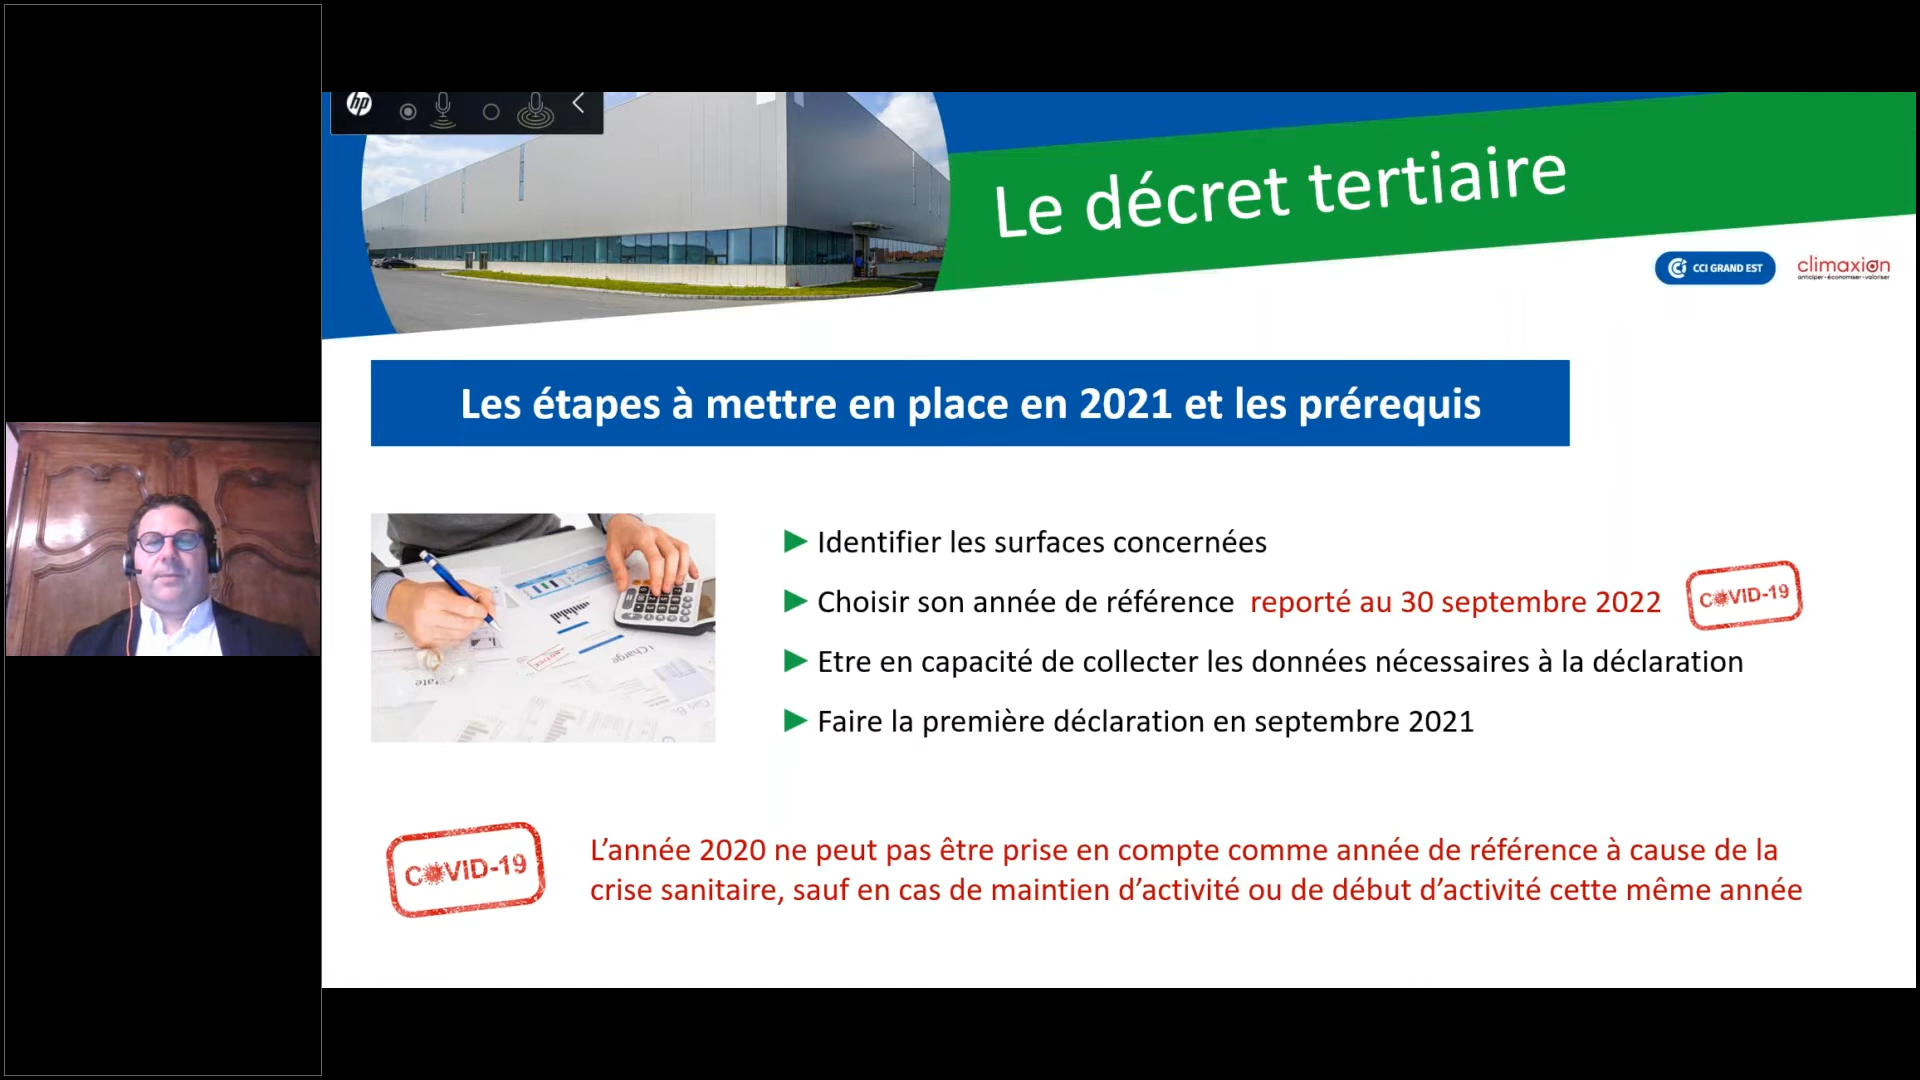 hp
Le décret tertiaire
CCI GRAND EST
climaxion
anticiper • économiser • valoriser
Les étapes à mettre en place en 2021 et les prérequis
Identifier les surfaces concernées
Choisir son année de référence reporté au 30 septembre 2022
COVID-19
Etre en capacité de collecter les données nécessaires à la déclaration
Faire la première déclaration en septembre 2021
Charge
State
COVID-19
L’année 2020 ne peut pas être prise en compte comme année de référence à cause de la
crise sanitaire, sauf en cas de maintien d’activité ou de début d’activité cette même année